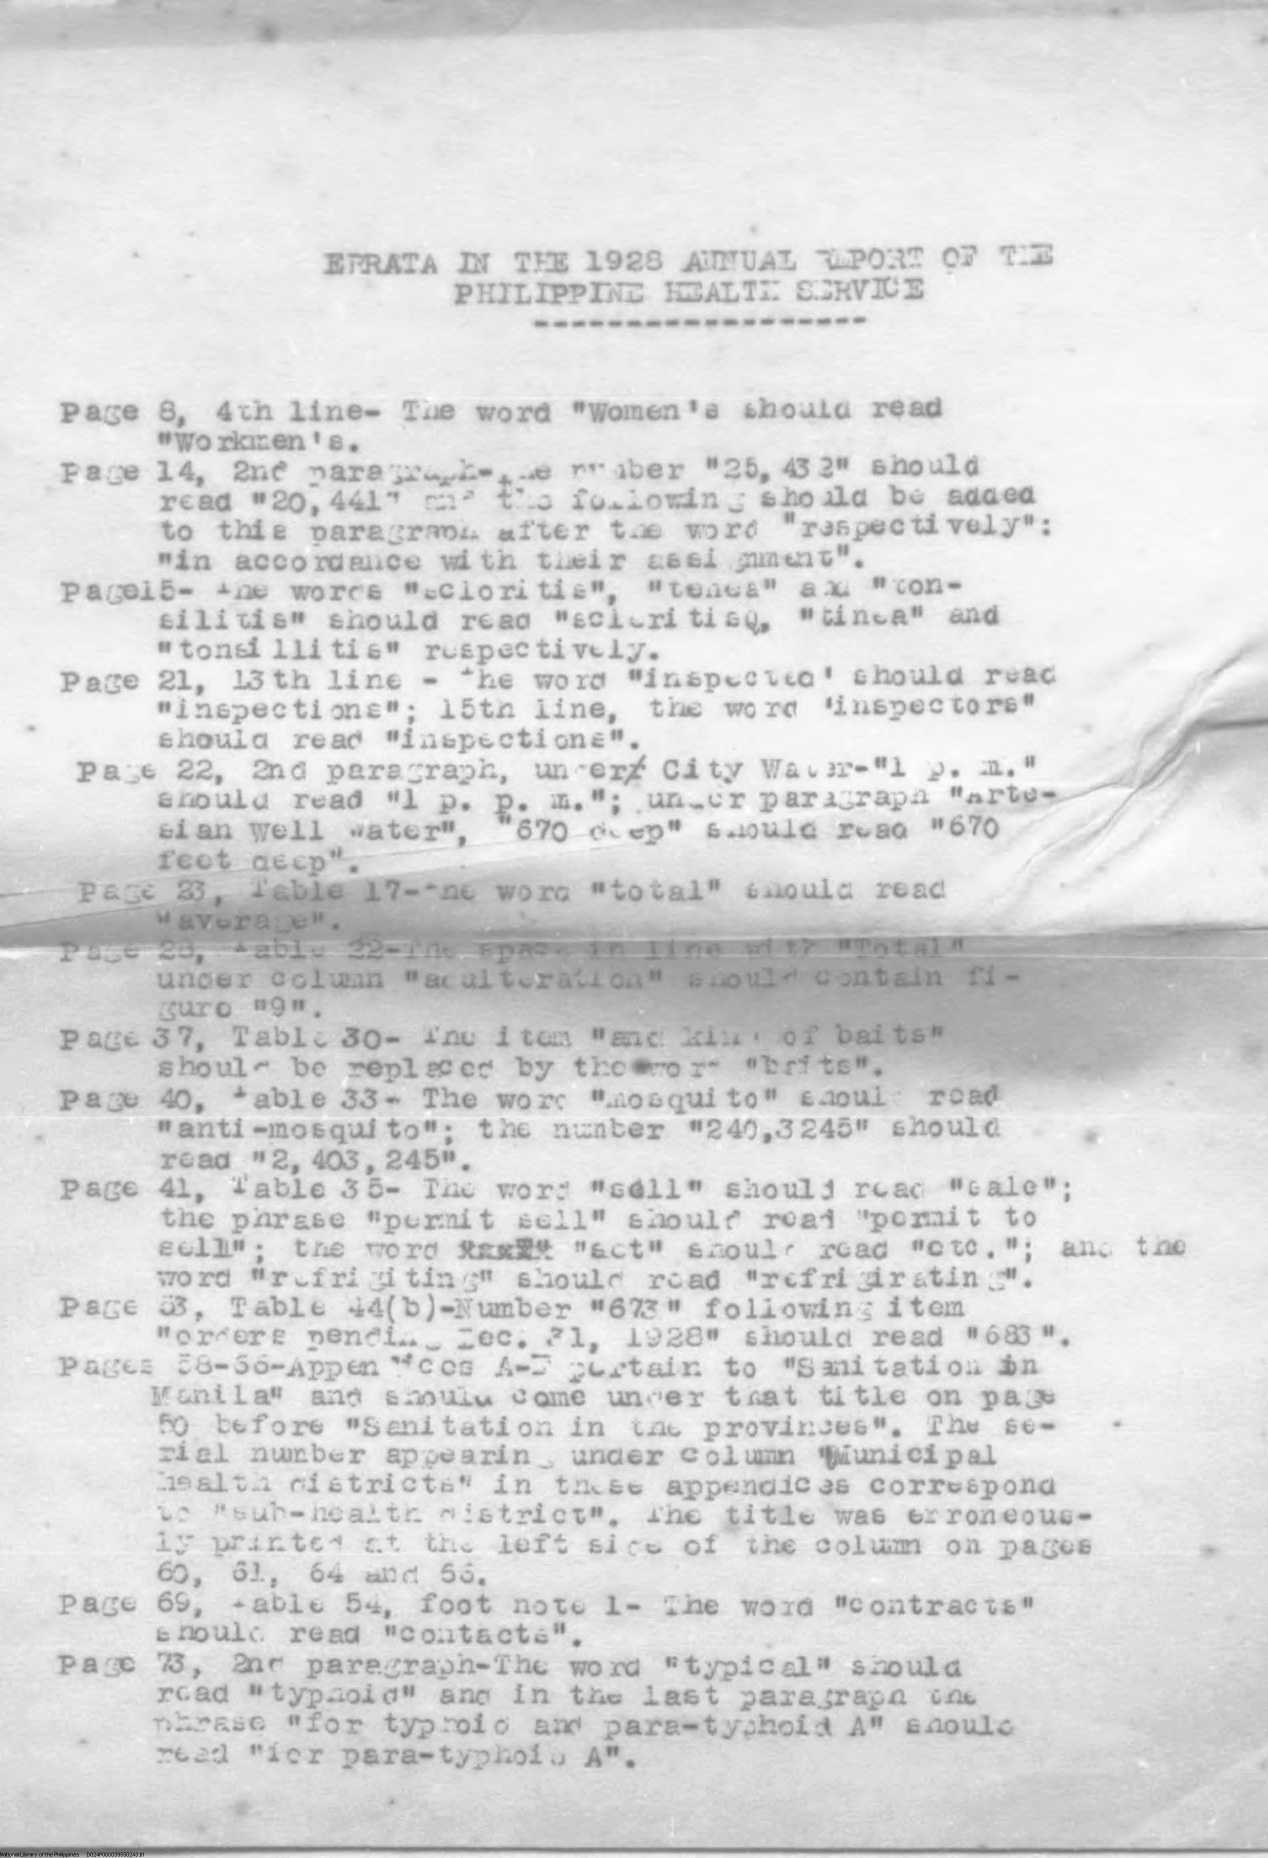 ERRATA IN THE 1928 ANNUAL REPORT OF THE
PHILIPPINE HEALTH SERVICE
Page 8, 4th line- The word "Women's should read
"Workmen's.
Page 14, 2nd paragraph-the number "25,432" should
read "20,441" and the following should be added
to this paragraph after the word "respectively":
"in accordance with their assignment".
Page15- The words "scloritis", "tenea" and "ton-
silitis" should read "scleritisQ, "tinea" and
"tonsillitis" respectively.
Page 21, 13th line - The word "inspected' should read
"inspections"; 15th line, the word 'inspectors"
should read "inspections".
Page 22, 2nd paragraph, under City Water-"1 p. m."
should read "1 p. p. m."; under paragraph "Arte-
sian Well Water", "670 deep" should read "670
feet deep".
Page 23, Table 17-The word "total" should read
"average".
Page 28, Table 22-The space in line with "Total"
under column "adulteration" should contain fi-
gure "9".
Page 37, Table 30- The item "and kind of baits"
should be replaced by the word "baits".
Page 40, Table 33- The word "mosquito" should read
"anti-mosquito"; the number "240,3245" should
read "2,403,245".
Page 41, Table 35- The word "sell" should read "sale";
the phrase "permit sell" should read "permit to
sell"; the word "act" should read "etc."; and the
word "refrigiting" should read "refrigirating".
Page 53, Table 44(b)-Number "673" following item
"orders pending Dec. 31, 1928" should read "683".
Pages 58-66-Appendices A-F pertain to "Sanitation in
Manila" and should come under that title on page
50 before "Sanitation in the provinces". The se-
rial number appearing under column "Municipal
health districts" in these appendices correspond
to "sub-health district". The title was erroneous-
ly printed at the left side of the column on pages
60, 61, 64 and 66.
Page 69, Table 54, foot note 1- The word "contracts"
should read "contacts".
Page 73, 2nd paragraph-The word "typical" should
read "typhoid" and in the last paragraph the
phrase "for typhoid and para-typhoid A" should
read "for para-typhoid A".
National Library of the Philippines